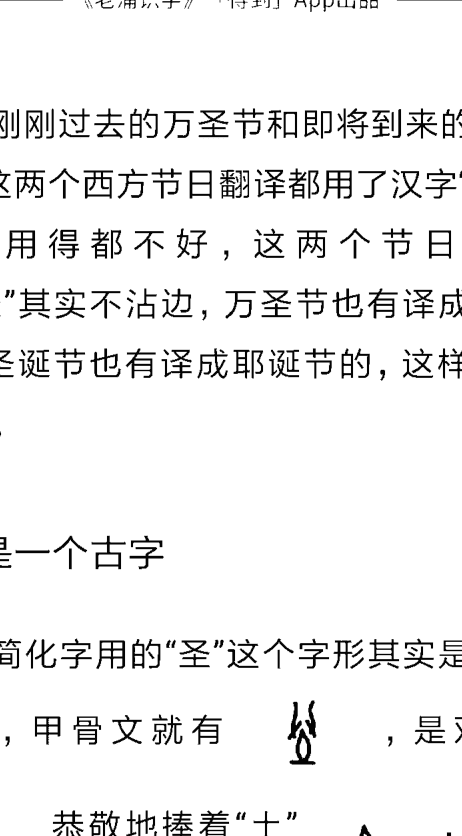 《老浦识字》「得到」App出品
刚刚过去的万圣节和即将到来的
这两个西方节日翻译都用了汉字“
用得都不好，这两个节日
”其实不沾边，万圣节也有译成
圣诞节也有译成耶诞节的，这样
。
是一个古字
简化字用的“圣”这个字形其实是
，甲骨文就有 ，是双
恭敬地捧着“土”